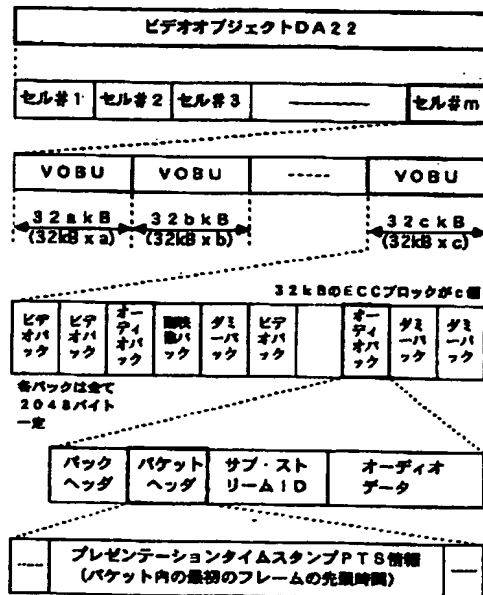 ビデオオブジェクトDA22
セル#1 セル#2 セル#3 セル#m
VOBU VOBU ----- VOBU
32akB 32bkB 32ckB
(32kB x a) (32kB x b) (32kB x c)
32kBのECCブロックがc個
ビデオパック ビデオパック オーディオパック 副映像パック ダミーパック ビデオパック オーディオパック ダミーパック ダミーパック
各パックは全て
2048バイト
一定
パックヘッダ パケットヘッダ サブ・ストリームID オーディオデータ
プレゼンテーションタイムスタンプPTS情報
(パケット内の最初のフレームの先頭時間)